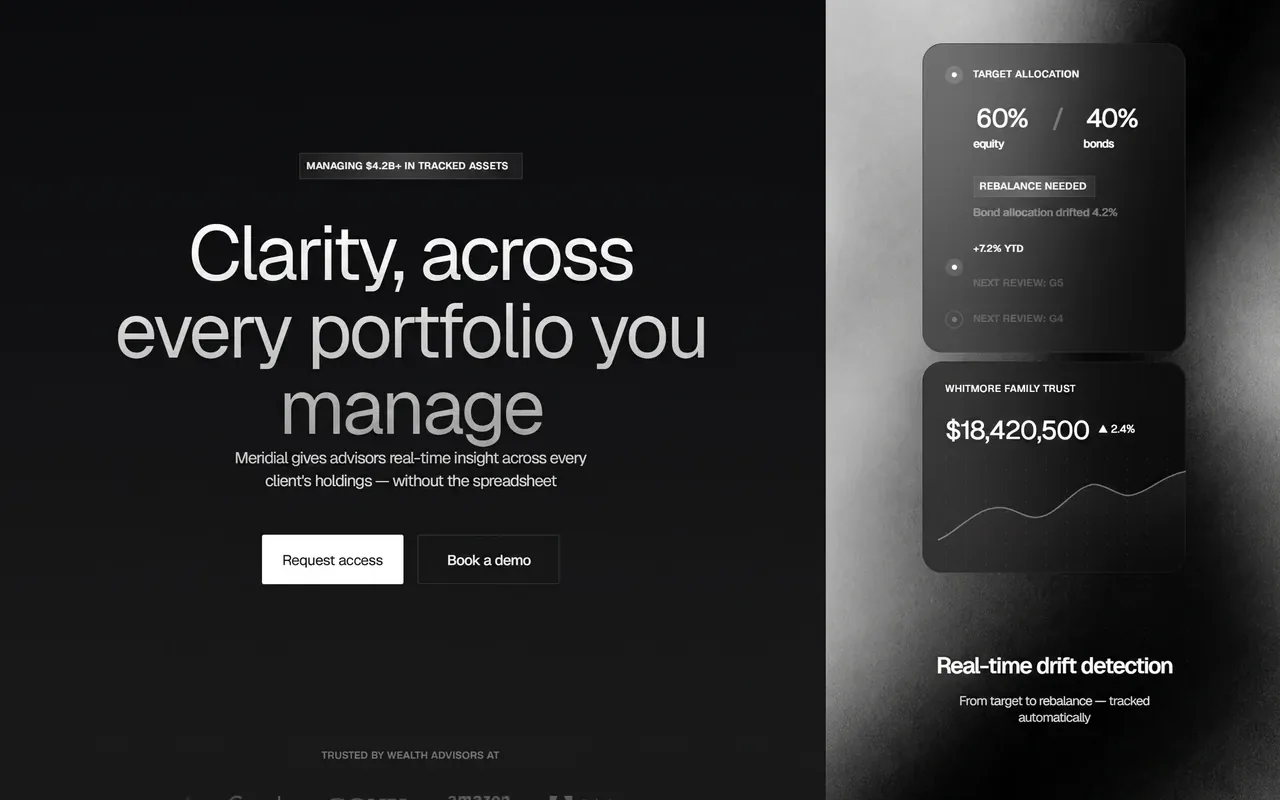 MANAGING $4.2B+ IN TRACKED ASSETS
Clarity, across
every portfolio you
manage
Meridial gives advisors real-time insight across every
client's holdings — without the spreadsheet
Request access
Book a demo
TRUSTED BY WEALTH ADVISORS AT
TARGET ALLOCATION
60% / 40%
equity bonds
REBALANCE NEEDED
Bond allocation drifted 4.2%
+7.2% YTD
NEXT REVIEW: G5
NEXT REVIEW: G4
WHITMORE FAMILY TRUST
$18,420,500 ▲ 2.4%
Real-time drift detection
From target to rebalance — tracked
automatically